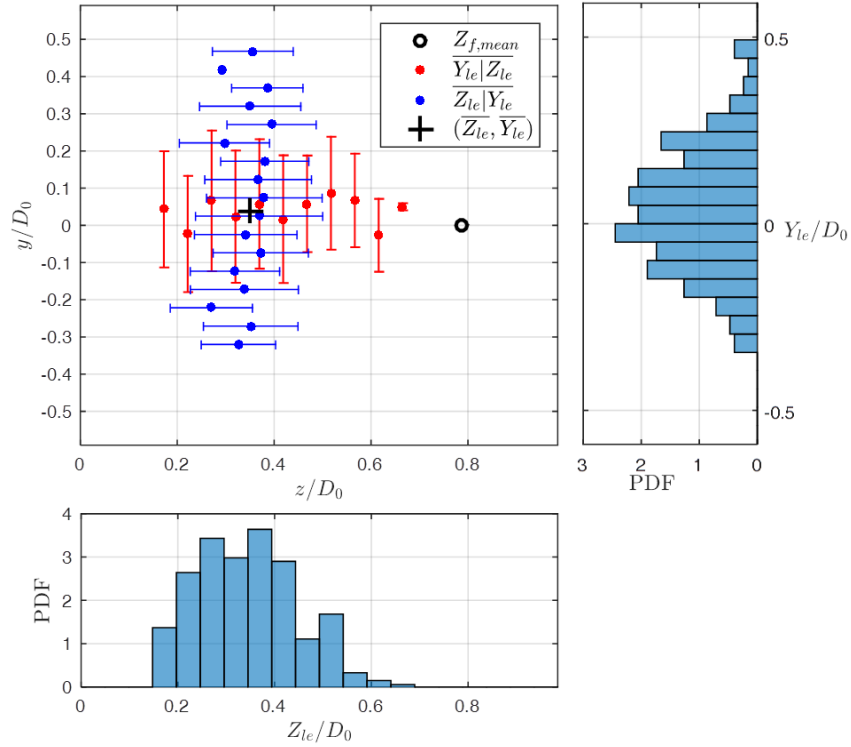 0.5
0.4
0.3
0.2
0.1
0
-0.1
-0.2
-0.3
-0.4
-0.5
y/D₀
0 0.2 0.4 0.6 0.8
z/D₀
Z_{f,mean}
\overline{Y_{le}|Z_{le}}
\overline{Z_{le}|Y_{le}}
(\overline{Z_{le}}, \overline{Y_{le}})
0.5
0
-0.5
Y_{le}/D₀
3 2 1 0
PDF
4
3
2
1
0
PDF
0 0.2 0.4 0.6 0.8
Z_{le}/D₀